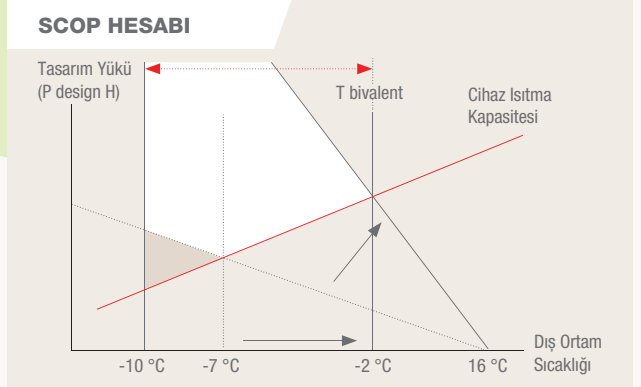 SCOP HESABI
Tasarım Yükü
(P design H)
T bivalent
Cihaz Isıtma
Kapasitesi
Dış Ortam
Sıcaklığı
-10 °C
-7 °C
-2 °C
16 °C